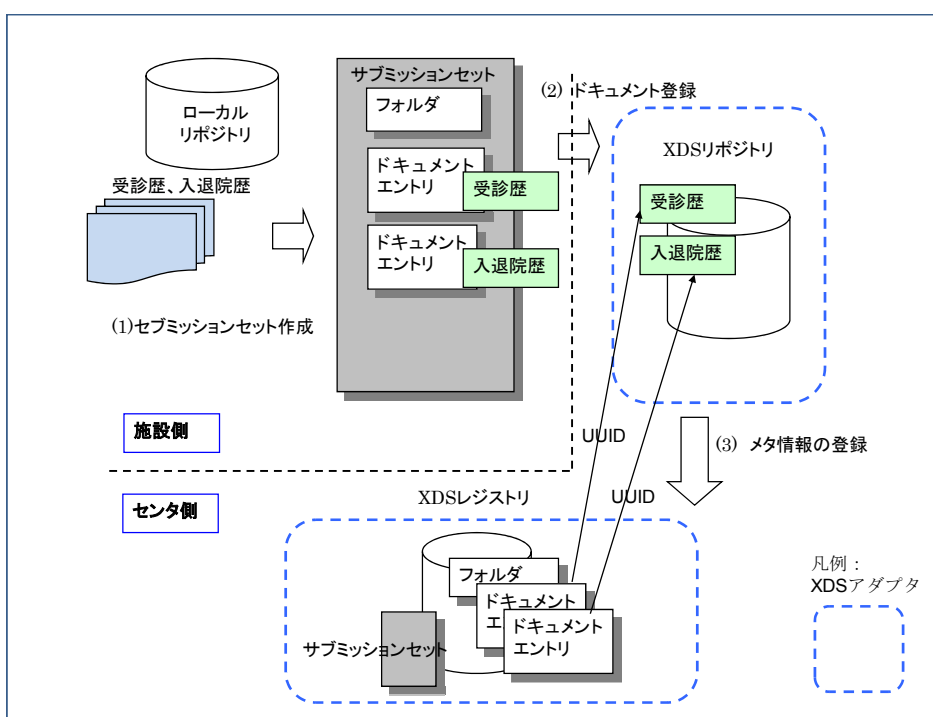 サブミッションセット
ローカル
リポジトリ
フォルダ
(2) ドキュメント登録
XDSリポジトリ
受診歴、入退院歴
ドキュメント
エントリ
受診歴
ドキュメント
エントリ
入退院歴
受診歴
入退院歴
(1)セブミッションセット作成
施設側
UUID
(3) メタ情報の登録
センタ側
XDSレジストリ
UUID
フォルダ
ドキュメント
エ
ドキュメント
エントリ
サブミッションセット
凡例：
XDSアダプタ